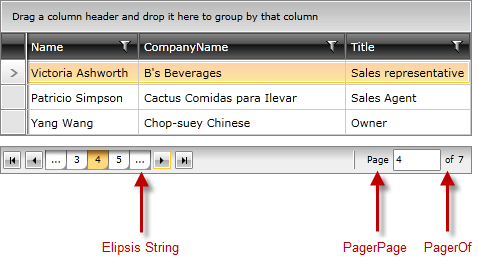 Drag a column header and drop it here to group by that column
Name CompanyName Title
Victoria Ashworth B's Beverages Sales representative
Patricio Simpson Cactus Comidas para llevar Sales Agent
Yang Wang Chop-suey Chinese Owner
... 3 4 5 ... Page 4 of 7
Elipsis String PagerPage PagerOf